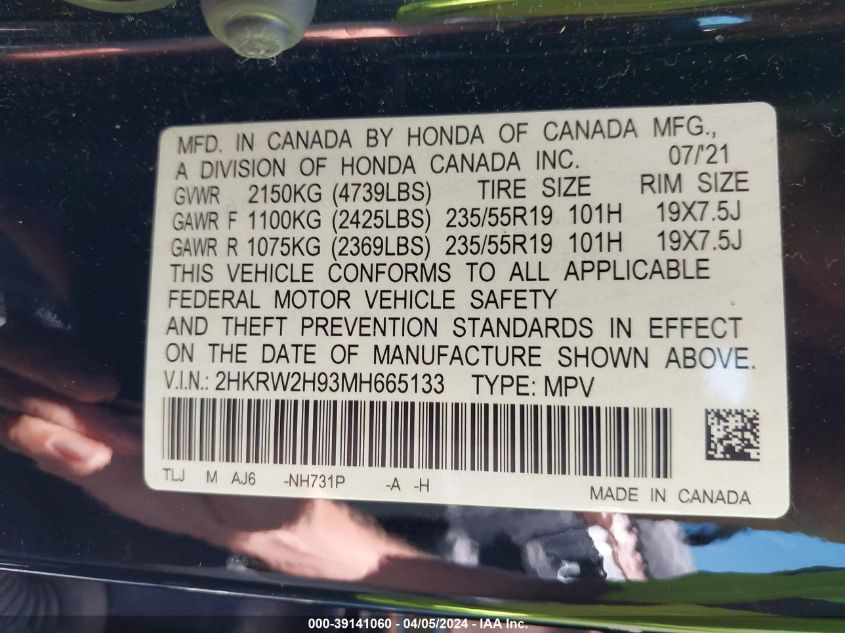 MFD. IN CANADA BY HONDA OF CANADA MFG.,
A DIVISION OF HONDA CANADA INC. 07/'21
GVWR 2150KG (4739LBS) TIRE SIZE RIM SIZE
GAWR F 1100KG (2425LBS) 235/55R19 101H 19X7.5J
GAWR R 1075KG (2369LBS) 235/55R19 101H 19X7.5J
THIS VEHICLE CONFORMS TO ALL APPLICABLE
FEDERAL MOTOR VEHICLE SAFETY
AND THEFT PREVENTION STANDARDS IN EFFECT
ON THE DATE OF MANUFACTURE SHOWN ABOVE.
V.I.N.: 2HKRW2H93MH665133 TYPE: MPV
TLJ M AJ6 -NH731P -A -H
MADE IN CANADA
000-39141060 - 04/05/2024 - IAA Inc.